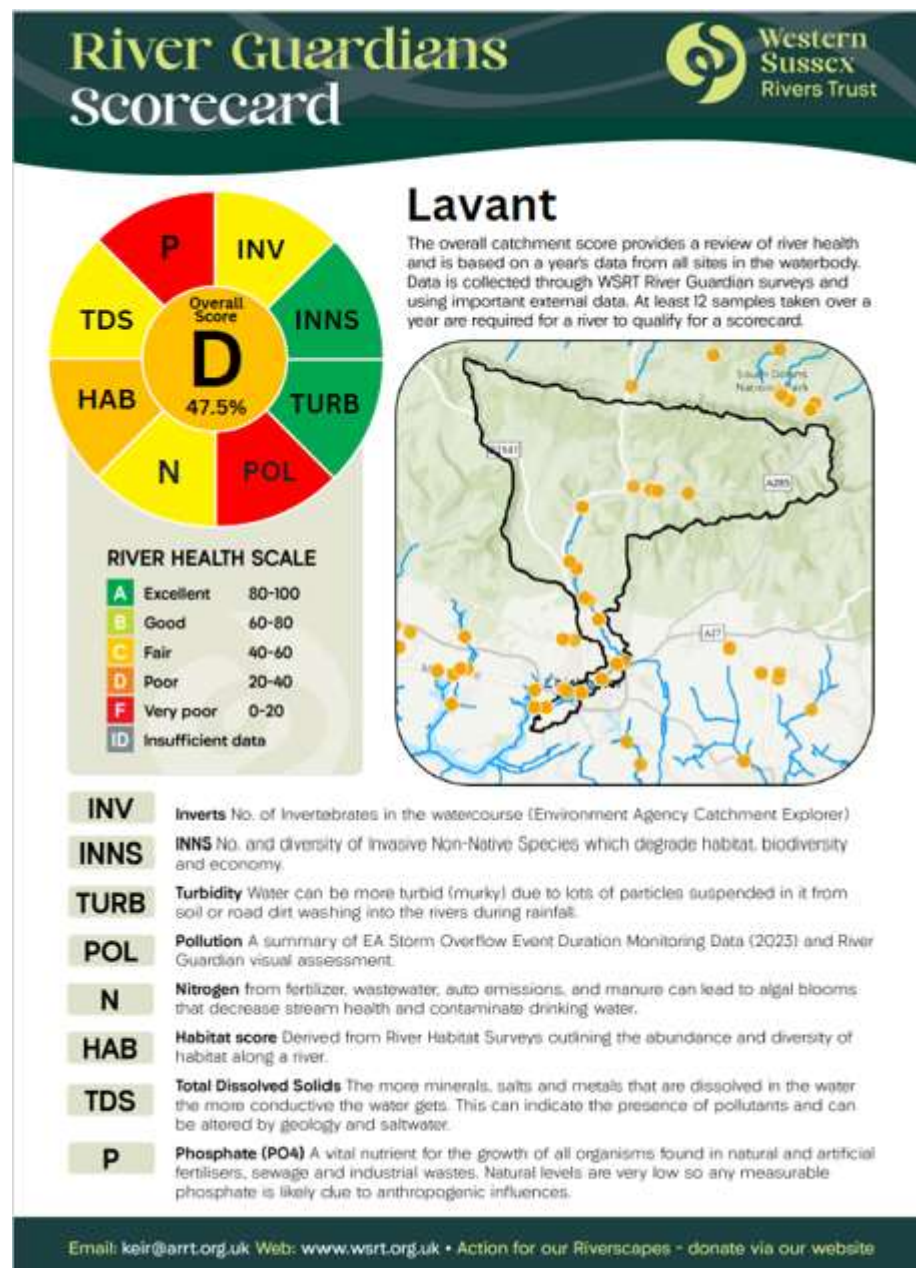 River Guardians
Scorecard
Western
Sussex
Rivers Trust
P
INV
TDS
INNS
Overall
Score
D
47.5%
HAB
TURB
N
POL
Lavant
The overall catchment score provides a review of river health
and is based on a year's data from all sites in the waterbody.
Data is collected through WSRT River Guardian surveys and
using important external data. At least 12 samples taken over a
year are required for a river to qualify for a scorecard.
South Downs
National Park
A285
A27
RIVER HEALTH SCALE
A Excellent 80-100
B Good 60-80
C Fair 40-60
D Poor 20-40
F Very poor 0-20
ID Insufficient data
INV
Inverts No. of Invertebrates in the watercourse (Environment Agency Catchment Explorer)
INNS
INNS No. and diversity of Invasive Non-Native Species which degrade habitat, biodiversity
and economy.
TURB
Turbidity Water can be more turbid (murky) due to lots of particles suspended in it from
soil or road dirt washing into the rivers during rainfall.
POL
Pollution A summary of EA Storm Overflow Event Duration Monitoring Data (2023) and River
Guardian visual assessment.
N
Nitrogen from fertilizer, wastewater, auto emissions, and manure can lead to algal blooms
that decrease stream health and contaminate drinking water.
HAB
Habitat score Derived from River Habitat Surveys outlining the abundance and diversity of
habitat along a river.
TDS
Total Dissolved Solids The more minerals, salts and metals that are dissolved in the water
the more conductive the water gets. This can indicate the presence of pollutants and can
be altered by geology and saltwater.
P
Phosphate (PO4) A vital nutrient for the growth of all organisms found in natural and artificial
fertilisers, sewage and industrial wastes. Natural levels are very low so any measurable
phosphate is likely due to anthropogenic influences.
Email: keir@arrt.org.uk Web: www.wsrt.org.uk • Action for our Riverscapes - donate via our website